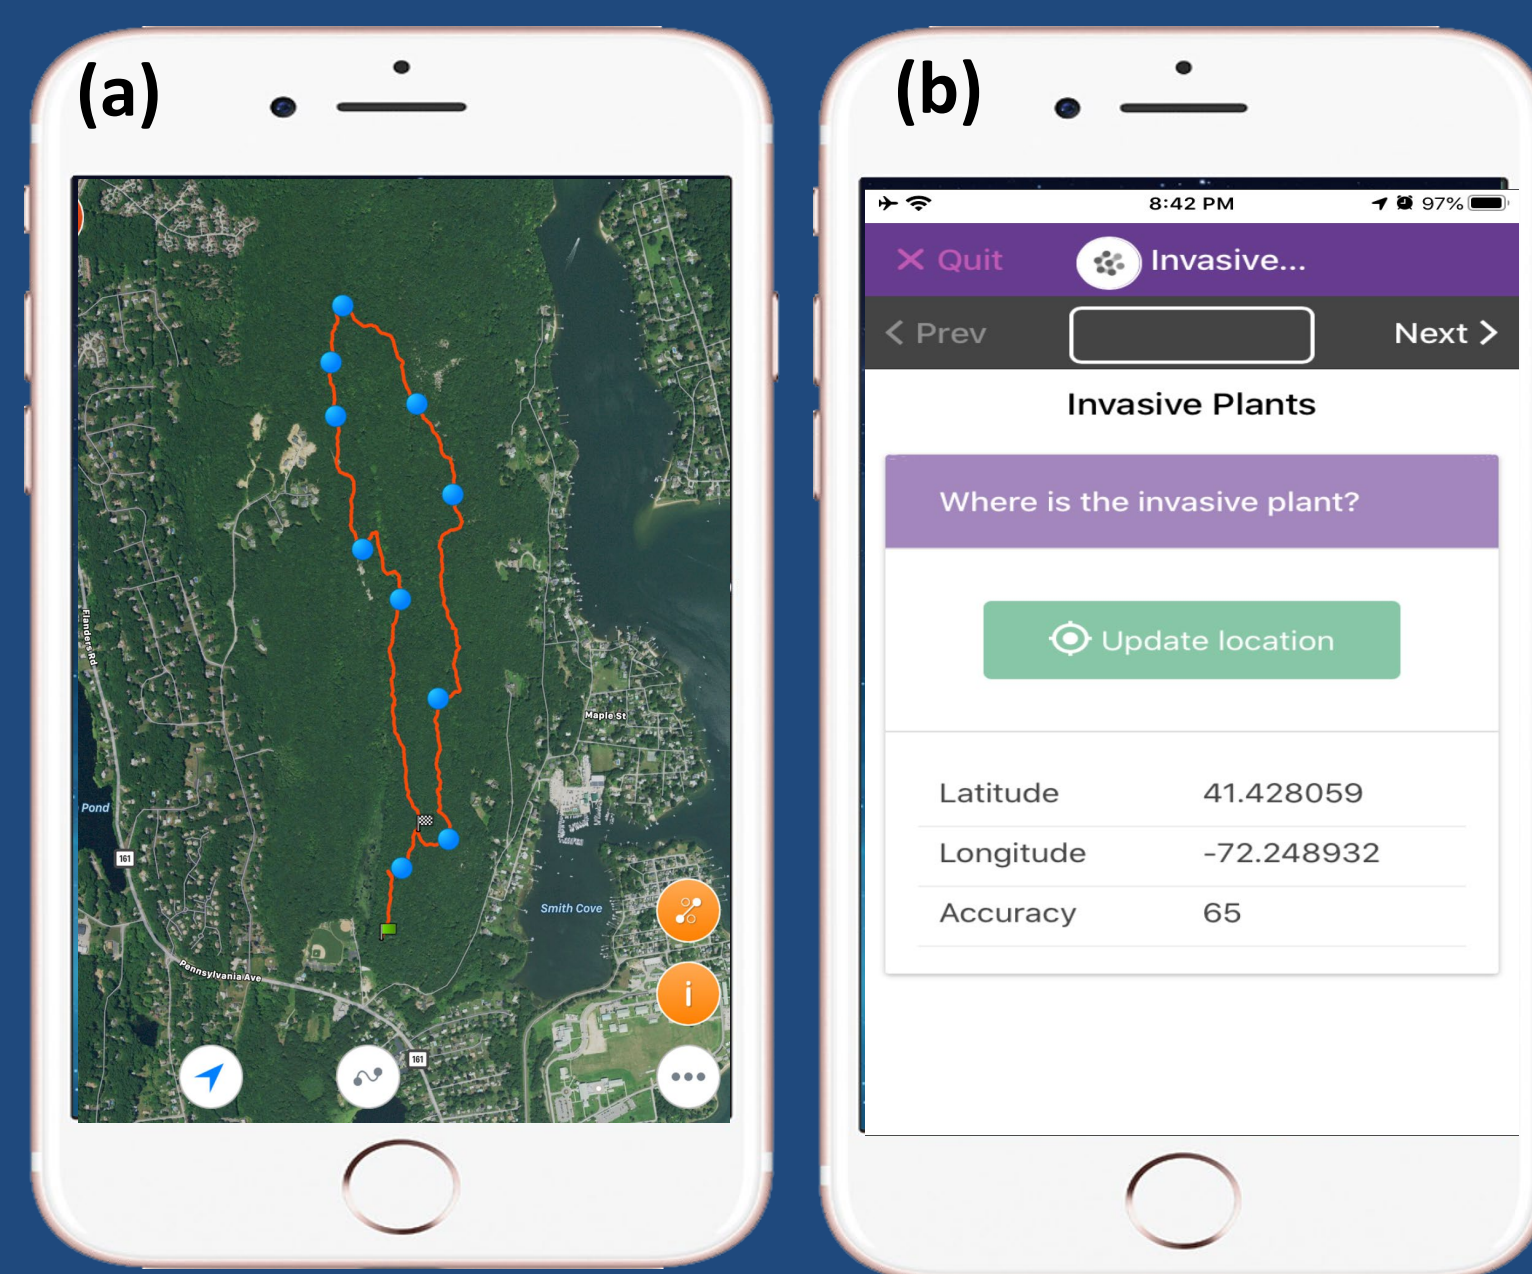 (a)
Flanders Rd
Maple St
Pond
161
Smith Cove
Pennsylvania Ave
i
161
(b)
8:42 PM
97%
Quit
Invasive...
Prev
Next
Invasive Plants
Where is the invasive plant?
Update location
Latitude 41.428059
Longitude -72.248932
Accuracy 65